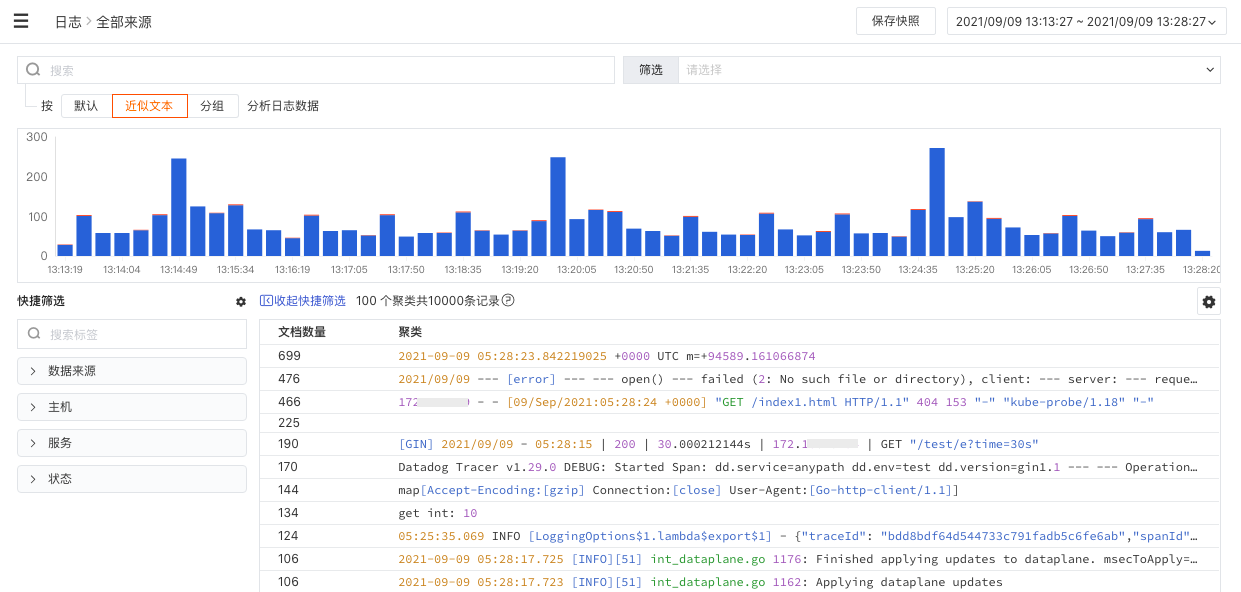 日志 > 全部来源
保存快照
2021/09/09 13:13:27 ~ 2021/09/09 13:28:27
搜索
筛选 请选择
按 默认 近似文本 分组 分析日志数据
300
200
100
0
13:13:19 13:14:04 13:14:49 13:15:34 13:16:19 13:17:05 13:17:50 13:18:35 13:19:20 13:20:05 13:20:50 13:21:35 13:22:20 13:23:05 13:23:50 13:24:35 13:25:20 13:26:05 13:26:50 13:27:35 13:28:20
快捷筛选
搜索标签
数据来源
主机
服务
状态
收起快捷筛选 100 个聚类共10000条记录
文档数量 聚类
699 2021-09-09 05:28:23.842219025 +0000 UTC m=+94589.161066874
476 2021/09/09 --- [error] --- --- open() --- failed (2: No such file or directory), client: --- server: --- reque…
466 172 - - [09/Sep/2021:05:28:24 +0000] "GET /index1.html HTTP/1.1" 404 153 "-" "kube-probe/1.18" "-"
225
190 [GIN] 2021/09/09 - 05:28:15 | 200 | 30.000212144s | 172.1 | GET "/test/e?time=30s"
170 Datadog Tracer v1.29.0 DEBUG: Started Span: dd.service=anypath dd.env=test dd.version=gin1.1 --- --- Operation…
144 map[Accept-Encoding:[gzip] Connection:[close] User-Agent:[Go-http-client/1.1]]
134 get int: 10
124 05:25:35.069 INFO [LoggingOptions$1.lambda$export$1] - {"traceId": "bdd8bdf64d544733c791fadb5c6fe6ab","spanId"…
106 2021-09-09 05:28:17.725 [INFO][51] int_dataplane.go 1176: Finished applying updates to dataplane. msecToApply=…
106 2021-09-09 05:28:17.723 [INFO][51] int_dataplane.go 1162: Applying dataplane updates